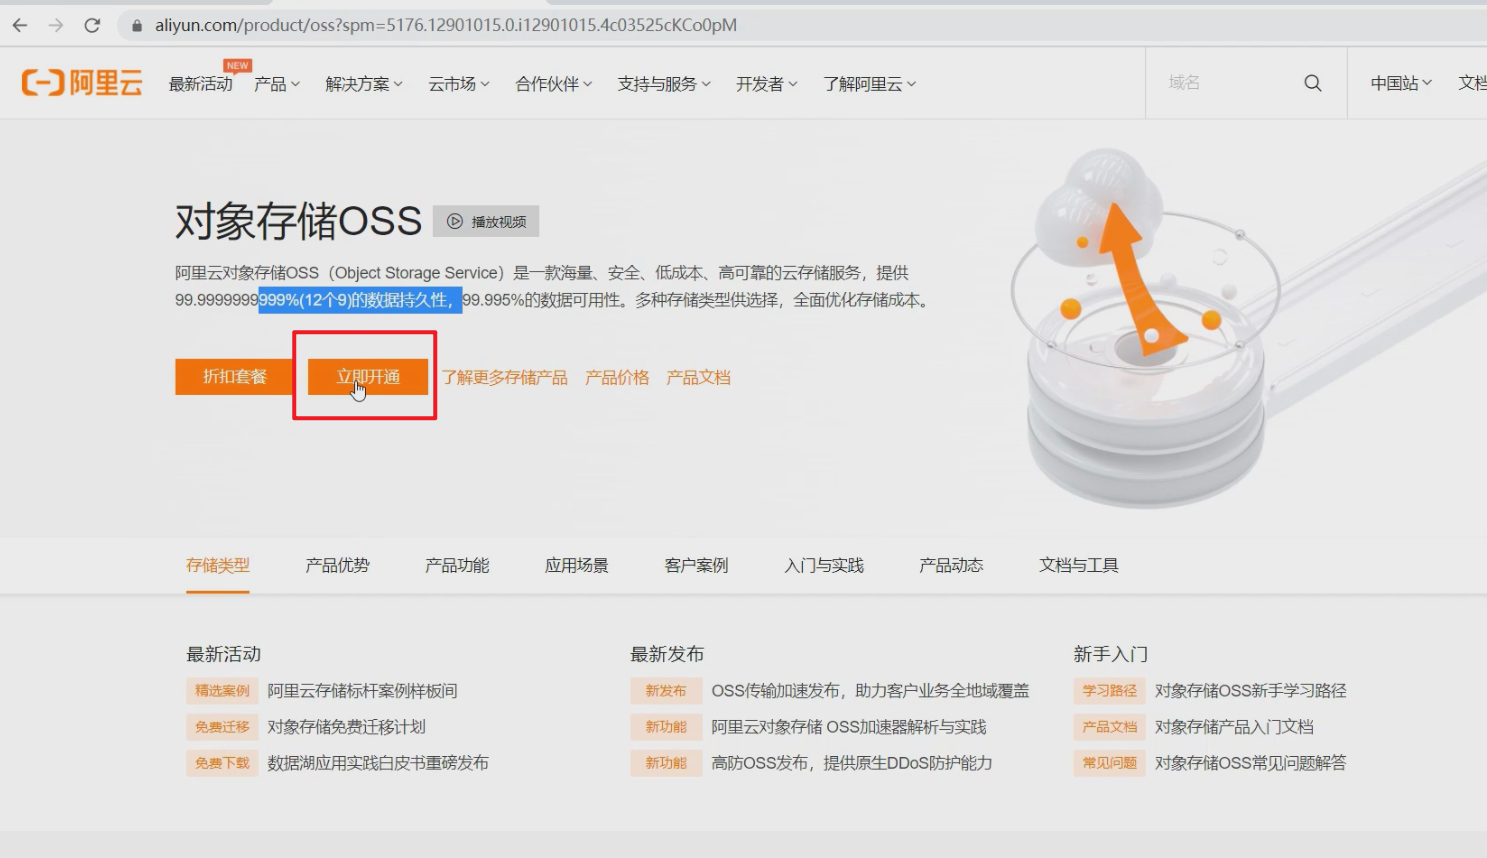 aliyun.com/product/oss?spm=5176.12901015.0.i12901015.4c03525cKCo0pM
阿里云 最新活动 NEW 产品 解决方案 云市场 合作伙伴 支持与服务 开发者 了解阿里云 域名 中国站 文档
对象存储OSS 播放视频
阿里云对象存储OSS（Object Storage Service）是一款海量、安全、低成本、高可靠的云存储服务，提供
99.9999999999%(12个9)的数据持久性，99.995%的数据可用性。多种存储类型供选择，全面优化存储成本。
折扣套餐 立即开通 了解更多存储产品 产品价格 产品文档
存储类型 产品优势 产品功能 应用场景 客户案例 入门与实践 产品动态 文档与工具
最新活动
精选案例 阿里云存储标杆案例样板间
免费迁移 对象存储免费迁移计划
免费下载 数据湖应用实践白皮书重磅发布
最新发布
新发布 OSS传输加速发布，助力客户业务全地域覆盖
新功能 阿里云对象存储 OSS加速器解析与实践
新功能 高防OSS发布，提供原生DDoS防护能力
新手入门
学习路径 对象存储OSS新手学习路径
产品文档 对象存储产品入门文档
常见问题 对象存储OSS常见问题解答